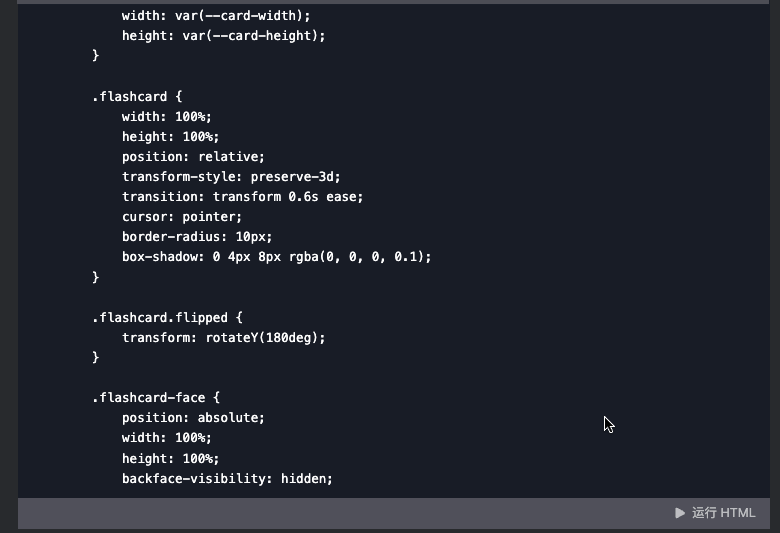 width: var(--card-width);
height: var(--card-height);
}
.flashcard {
width: 100%;
height: 100%;
position: relative;
transform-style: preserve-3d;
transition: transform 0.6s ease;
cursor: pointer;
border-radius: 10px;
box-shadow: 0 4px 8px rgba(0, 0, 0, 0.1);
}
.flashcard.flipped {
transform: rotateY(180deg);
}
.flashcard-face {
position: absolute;
width: 100%;
height: 100%;
backface-visibility: hidden;
运行 HTML